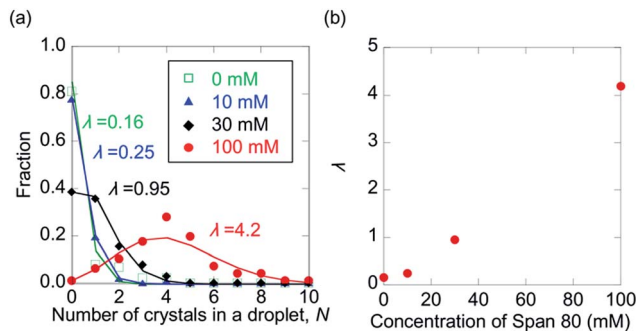 (a)
(b)
1.0
0.8
0.6
0.4
0.2
0.0
Fraction
0 mM
10 mM
30 mM
100 mM
λ=0.16
λ=0.25
λ=0.95
λ=4.2
0 2 4 6 8 10
Number of crystals in a droplet, N
5
4
3
2
1
0
λ
0 20 40 60 80 100
Concentration of Span 80 (mM)